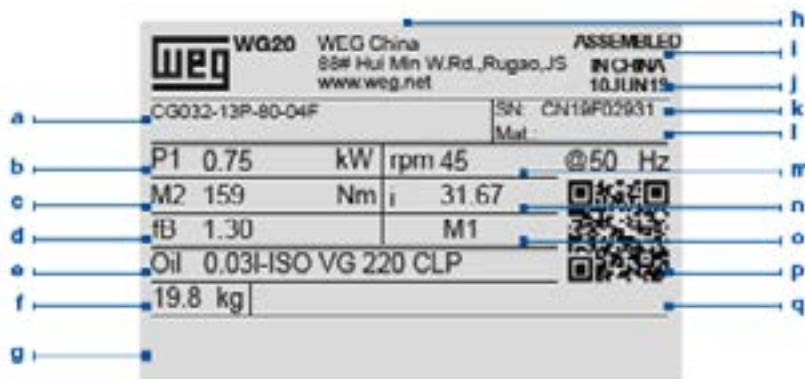 h
weg WG20 WEG China ASSEMBLED
88# Hui Min W.Rd.,Rugao,JS IN CHINA
www.weg.net 10JUN19
i
j
a CG032-13P-80-04F SN: CN19F02931 k
Mat.: l
b P1 0.75 kW rpm 45 @50 Hz m
c M2 159 Nm i 31.67 n
d fB 1.30 M1 o
e Oil 0.03l-ISO VG 220 CLP p
f 19.8 kg q
g